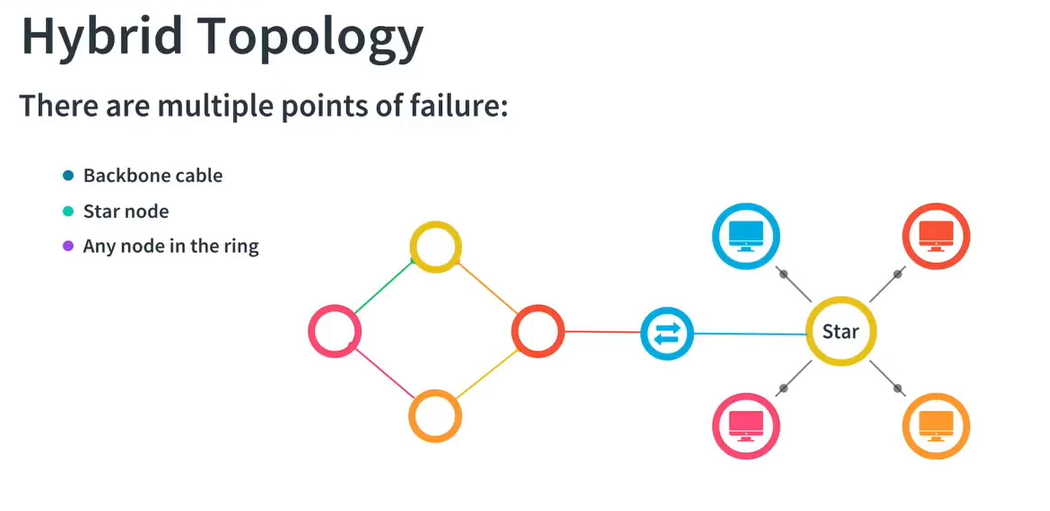 Hybrid Topology
There are multiple points of failure:
Backbone cable
Star node
Any node in the ring
Star